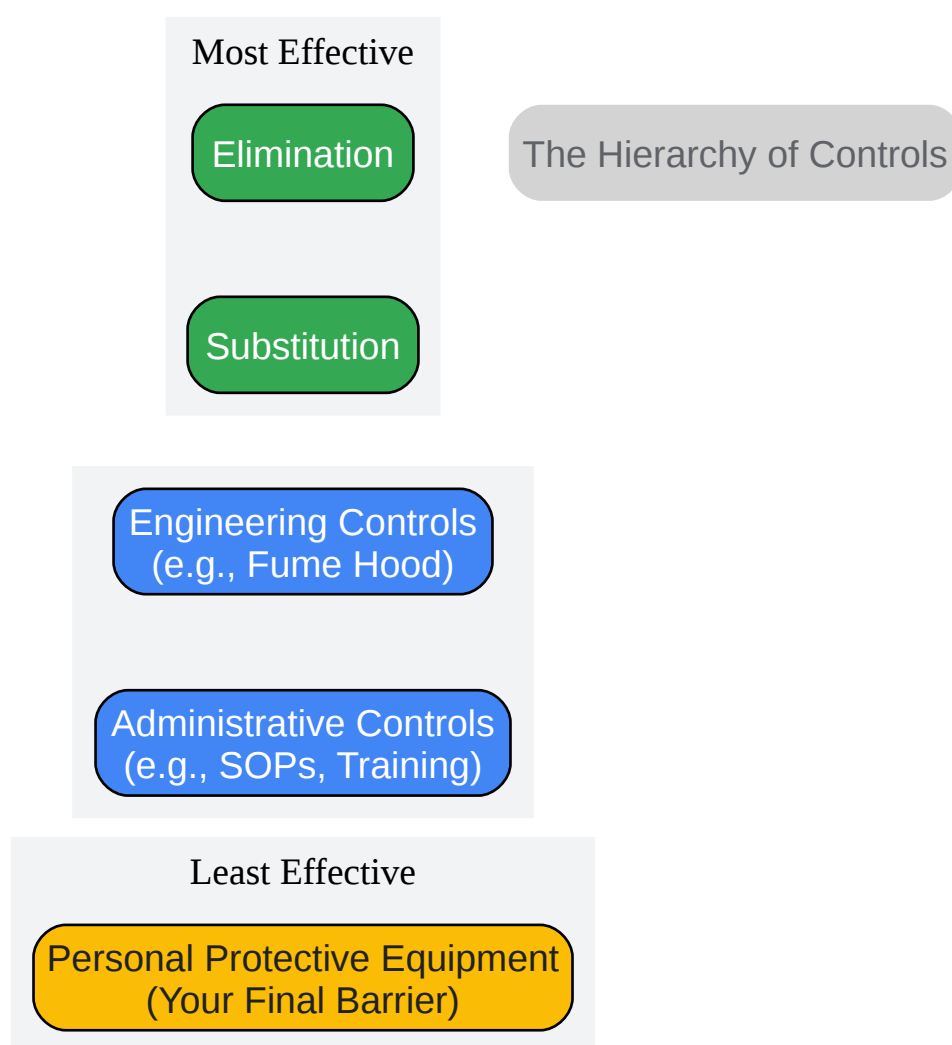 Most Effective
Elimination
The Hierarchy of Controls
Substitution
Engineering Controls
(e.g., Fume Hood)
Administrative Controls
(e.g., SOPs, Training)
Least Effective
Personal Protective Equipment
(Your Final Barrier)